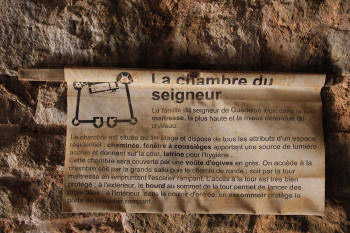 La chambre du
seigneur
La famille du seigneur de Guédelon loge dans la tour
maîtresse, la plus haute et la mieux défendue du
château.
La chambre est située au 1er étage et dispose de tous les attributs d'un espace
résidentiel : cheminée, fenêtre à coussièges apportant une source de lumière
accrue et donnant sur la cour, latrine pour l'hygiène...
Cette chambre sera couverte par une voûte d'ogives en grès. On accède à la
chambre soit par la grande salle puis le chemin de ronde ; soit par la tour
maîtresse en empruntant l'escalier rampant. L'accès à la tour est très bien
protégé : à l'extérieur, le hourd au sommet de la tour permet de lancer des
à l'intérieur, dans le couloir d'entrée, un assommoir protège la
porte de l'escalier rampant.